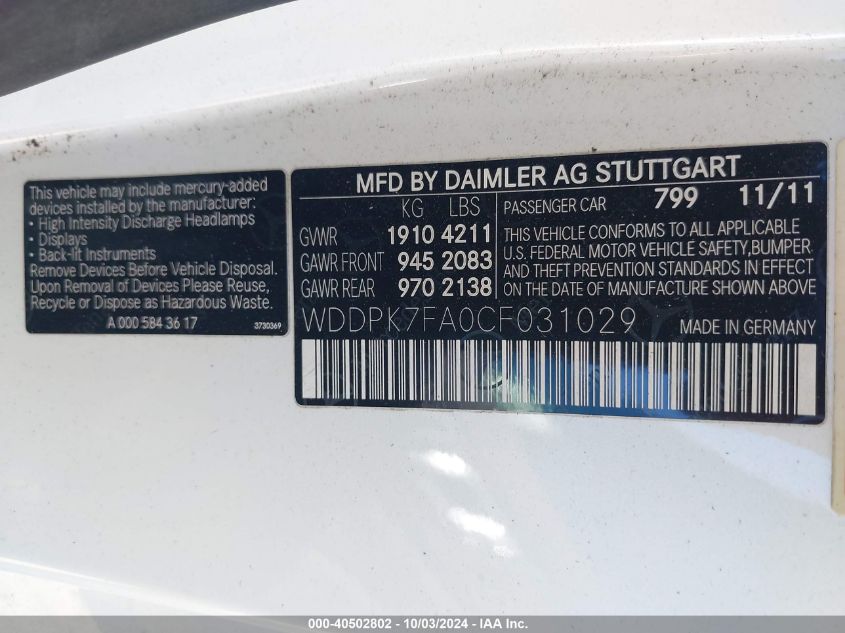 This vehicle may include mercury-added
devices installed by the manufacturer:
• High Intensity Discharge Headlamps
• Displays
• Back-lit Instruments
Remove Devices Before Vehicle Disposal.
Upon Removal of Devices Please Reuse,
Recycle or Dispose as Hazardous Waste.
A 000 584 36 17
3730369
MFD BY DAIMLER AG STUTTGART
KG LBS
GVWR 1910 4211
GAWR FRONT 945 2083
GAWR REAR 970 2138
PASSENGER CAR 799 11/11
THIS VEHICLE CONFORMS TO ALL APPLICABLE
U.S. FEDERAL MOTOR VEHICLE SAFETY,BUMPER
AND THEFT PREVENTION STANDARDS IN EFFECT
ON THE DATE OF MANUFACTURE SHOWN ABOVE.
WDDPK7FA0CF031029 MADE IN GERMANY
000-40502802 - 10/03/2024 - IAA Inc.